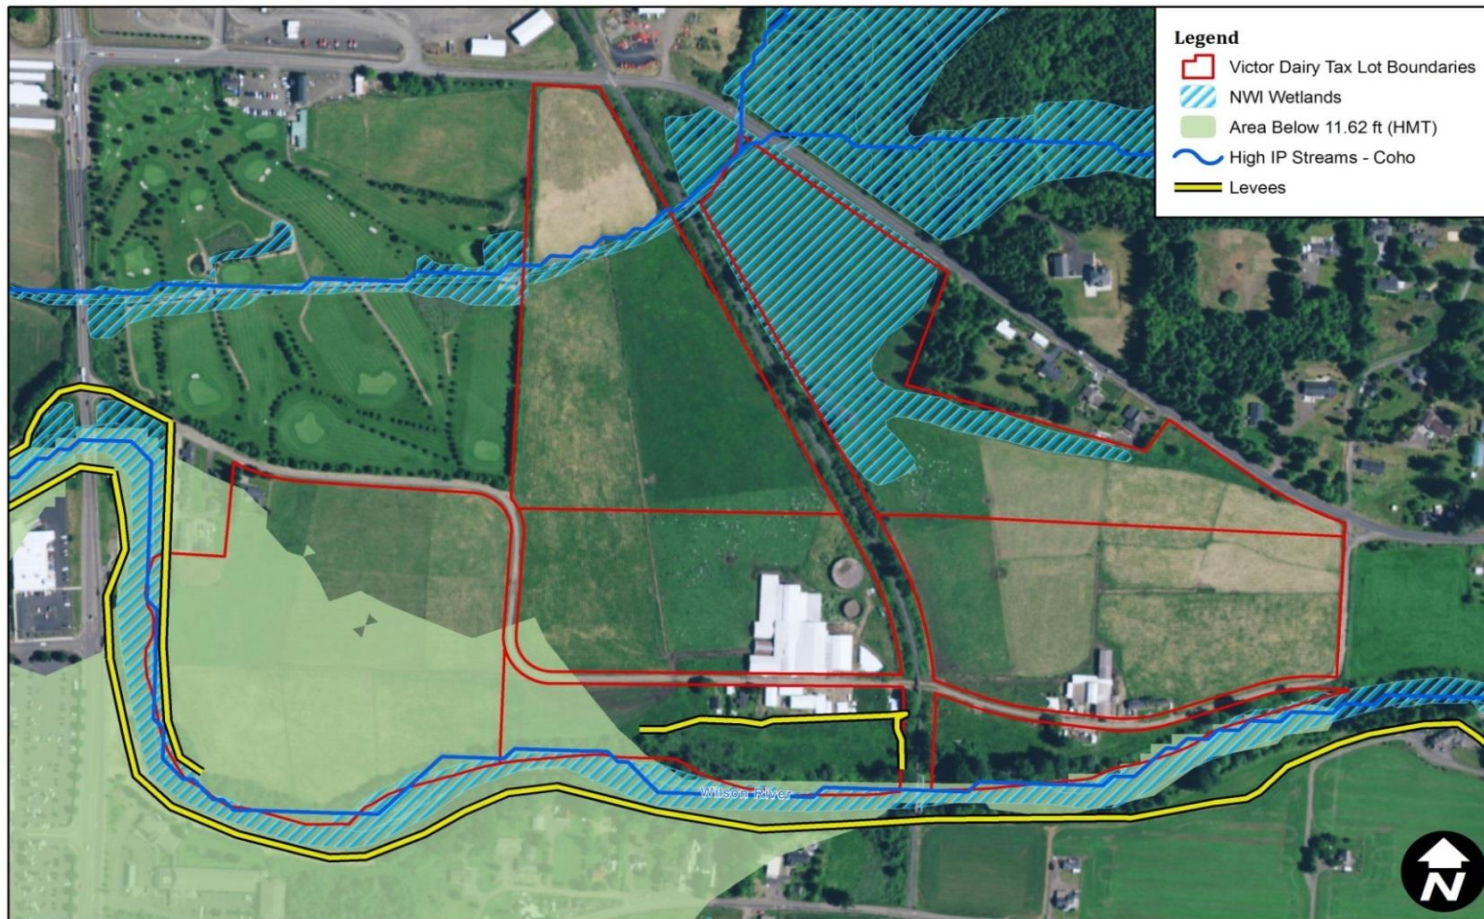 Legend
Victor Dairy Tax Lot Boundaries
NWI Wetlands
Area Below 11.62 ft (HMT)
High IP Streams - Coho
Levees
Wilson River
N